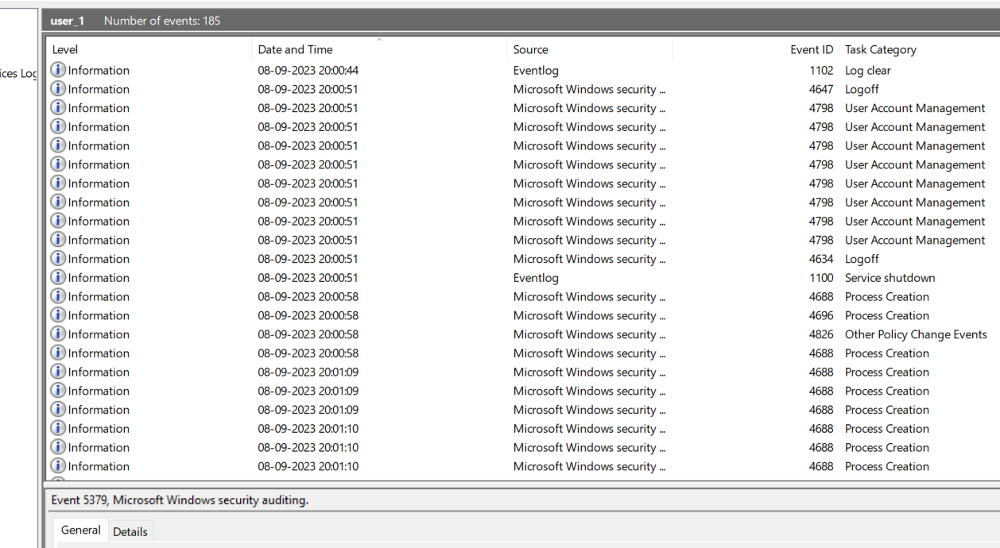 user_1 Number of events: 185
Level Date and Time Source Event ID Task Category
ices Log
Information 08-09-2023 20:00:44 Eventlog 1102 Log clear
Information 08-09-2023 20:00:51 Microsoft Windows security ... 4647 Logoff
Information 08-09-2023 20:00:51 Microsoft Windows security ... 4798 User Account Management
Information 08-09-2023 20:00:51 Microsoft Windows security ... 4798 User Account Management
Information 08-09-2023 20:00:51 Microsoft Windows security ... 4798 User Account Management
Information 08-09-2023 20:00:51 Microsoft Windows security ... 4798 User Account Management
Information 08-09-2023 20:00:51 Microsoft Windows security ... 4798 User Account Management
Information 08-09-2023 20:00:51 Microsoft Windows security ... 4798 User Account Management
Information 08-09-2023 20:00:51 Microsoft Windows security ... 4798 User Account Management
Information 08-09-2023 20:00:51 Microsoft Windows security ... 4798 User Account Management
Information 08-09-2023 20:00:51 Microsoft Windows security ... 4634 Logoff
Information 08-09-2023 20:00:51 Eventlog 1100 Service shutdown
Information 08-09-2023 20:00:58 Microsoft Windows security ... 4688 Process Creation
Information 08-09-2023 20:00:58 Microsoft Windows security ... 4696 Process Creation
Information 08-09-2023 20:00:58 Microsoft Windows security ... 4826 Other Policy Change Events
Information 08-09-2023 20:00:58 Microsoft Windows security ... 4688 Process Creation
Information 08-09-2023 20:01:09 Microsoft Windows security ... 4688 Process Creation
Information 08-09-2023 20:01:09 Microsoft Windows security ... 4688 Process Creation
Information 08-09-2023 20:01:09 Microsoft Windows security ... 4688 Process Creation
Information 08-09-2023 20:01:10 Microsoft Windows security ... 4688 Process Creation
Information 08-09-2023 20:01:10 Microsoft Windows security ... 4688 Process Creation
Information 08-09-2023 20:01:10 Microsoft Windows security ... 4688 Process Creation
Event 5379, Microsoft Windows security auditing.
General Details